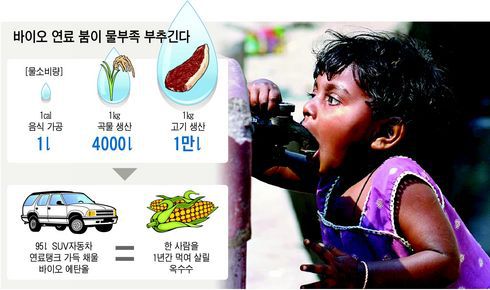 바이오 연료 붐이 물부족 부추긴다
[물소비량]
1cal
음식 가공
1ℓ
1kg
곡물 생산
4000ℓ
1kg
고기 생산
1만ℓ
95ℓ SUV자동차
연료탱크 가득 채울
바이오 에탄올
=
한 사람을
1년간 먹여 살릴
옥수수